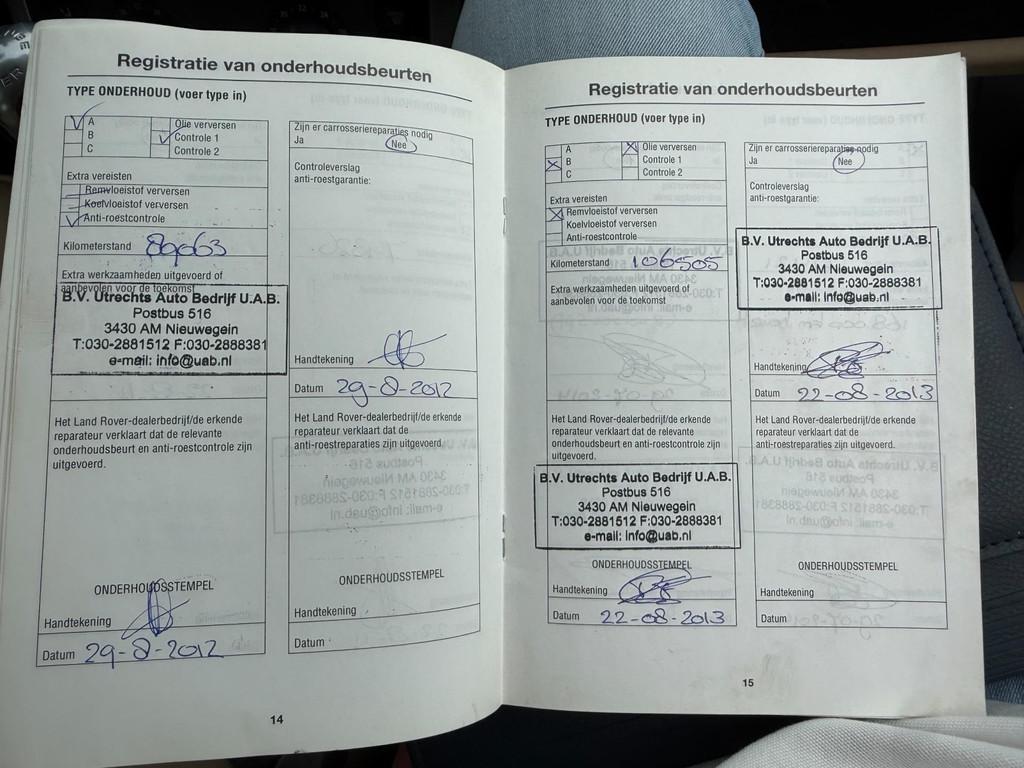 Registratie van onderhoudsbeurten
TYPE ONDERHOUD (voer type in)
A
B
C
Olie verversen
Controle 1
Controle 2
Extra vereisten
Remvloeistof verversen
Koelvloeistof verversen
Anti-roestcontrole
Kilometerstand 89063
Extra werkzaamheden uitgevoerd of
aanbevolen voor de toekomst
B.V. Utrechts Auto Bedrijf U.A.B.
Postbus 516
3430 AM Nieuwegein
T:030-2881512 F:030-2888381
e-mail: info@uab.nl
Het Land Rover-dealerbedrijf/de erkende
reparateur verklaart dat de relevante
onderhoudsbeurt en anti-roestcontrole zijn
uitgevoerd.
ONDERHOUDSSTEMPEL
Handtekening
Datum 29-8-2012
Zijn er carrosseriereparaties nodig
Ja Nee
Controleverslag
anti-roestgarantie:
Handtekening
Datum 29-8-2012
Het Land Rover-dealerbedrijf/de erkende
reparateur verklaart dat de
anti-roestreparaties zijn uitgevoerd.
ONDERHOUDSSTEMPEL
Handtekening
Datum
14
Registratie van onderhoudsbeurten
TYPE ONDERHOUD (voer type in)
A
B
C
Olie verversen
Controle 1
Controle 2
Extra vereisten
Remvloeistof verversen
Koelvloeistof verversen
Anti-roestcontrole
Kilometerstand 106505
Extra werkzaamheden uitgevoerd of
aanbevolen voor de toekomst
Het Land Rover-dealerbedrijf/de erkende
reparateur verklaart dat de relevante
onderhoudsbeurt en anti-roestcontrole zijn
uitgevoerd.
B.V. Utrechts Auto Bedrijf U.A.B.
Postbus 516
3430 AM Nieuwegein
T:030-2881512 F:030-2888381
e-mail: info@uab.nl
ONDERHOUDSSTEMPEL
Handtekening
Datum 22-08-2013
Zijn er carrosseriereparaties nodig
Ja Nee
Controleverslag
anti-roestgarantie:
B.V. Utrechts Auto Bedrijf U.A.B.
Postbus 516
3430 AM Nieuwegein
T:030-2881512 F:030-2888381
e-mail: info@uab.nl
Handtekening
Datum 22-08-2013
Het Land Rover-dealerbedrijf/de erkende
reparateur verklaart dat de
anti-roestreparaties zijn uitgevoerd.
ONDERHOUDSSTEMPEL
Handtekening
Datum
15